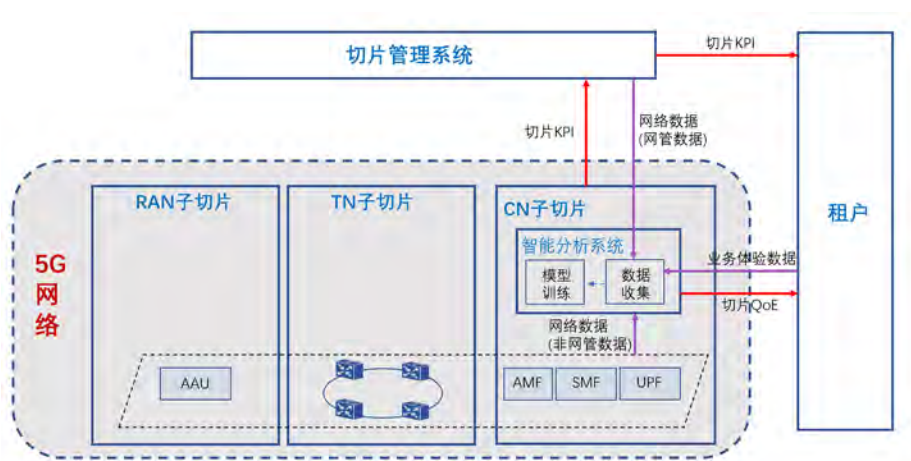 切片管理系统
切片KPI
切片KPI
网络数据
(网管数据)
租户
5G
网
络
RAN子切片
TN子切片
CN子切片
智能分析系统
模型
训练
数据
收集
业务体验数据
切片QoE
网络数据
(非网管数据)
AAU
AMF
SMF
UPF